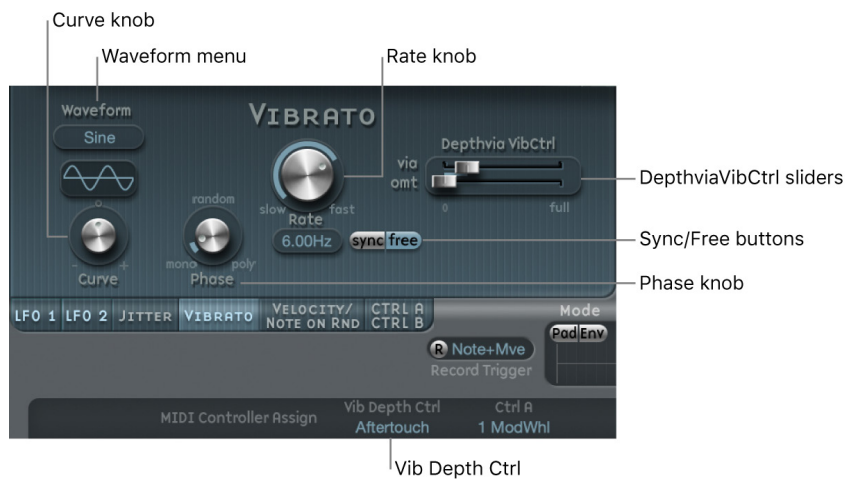 Curve knob
Waveform menu
Rate knob
Waveform
VIBRATO
Sine
Depthvia VibCtrl
via
omt
0
full
DepthviaVibCtrl sliders
random
slow
fast
Rate
6.00Hz
sync free
Sync/Free buttons
- +
Curve
mono
poly
Phase
Phase knob
LFO 1
LFO 2
JITTER
VIBRATO
VELOCITY/
NOTE ON RND
CTRL A
CTRL B
Mode
Pad Env
R Note+Mve
Record Trigger
MIDI Controller Assign
Vib Depth Ctrl
Aftertouch
Ctrl A
1 ModWhl
Vib Depth Ctrl